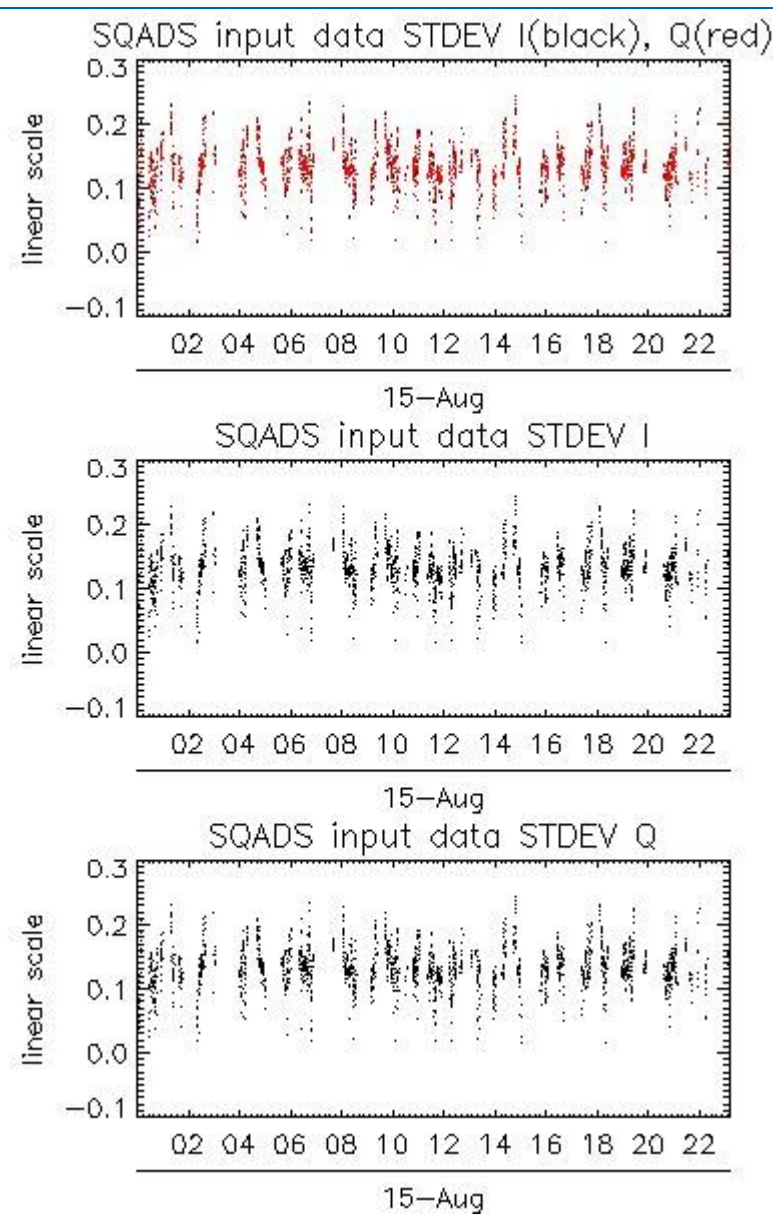 SQADS input data STDEV I(black), Q(red)
0.3
0.2
0.1
0.0
−0.1
linear scale
02 04 06 08 10 12 14 16 18 20 22
15−Aug
SQADS input data STDEV I
0.3
0.2
0.1
0.0
−0.1
linear scale
02 04 06 08 10 12 14 16 18 20 22
15−Aug
SQADS input data STDEV Q
0.3
0.2
0.1
0.0
−0.1
linear scale
02 04 06 08 10 12 14 16 18 20 22
15−Aug